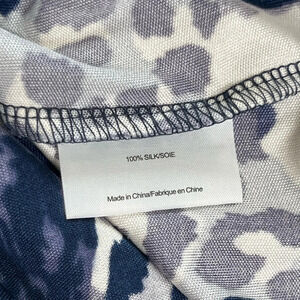 100% SILK/SOIE
Made in China/Fabrique en Chine